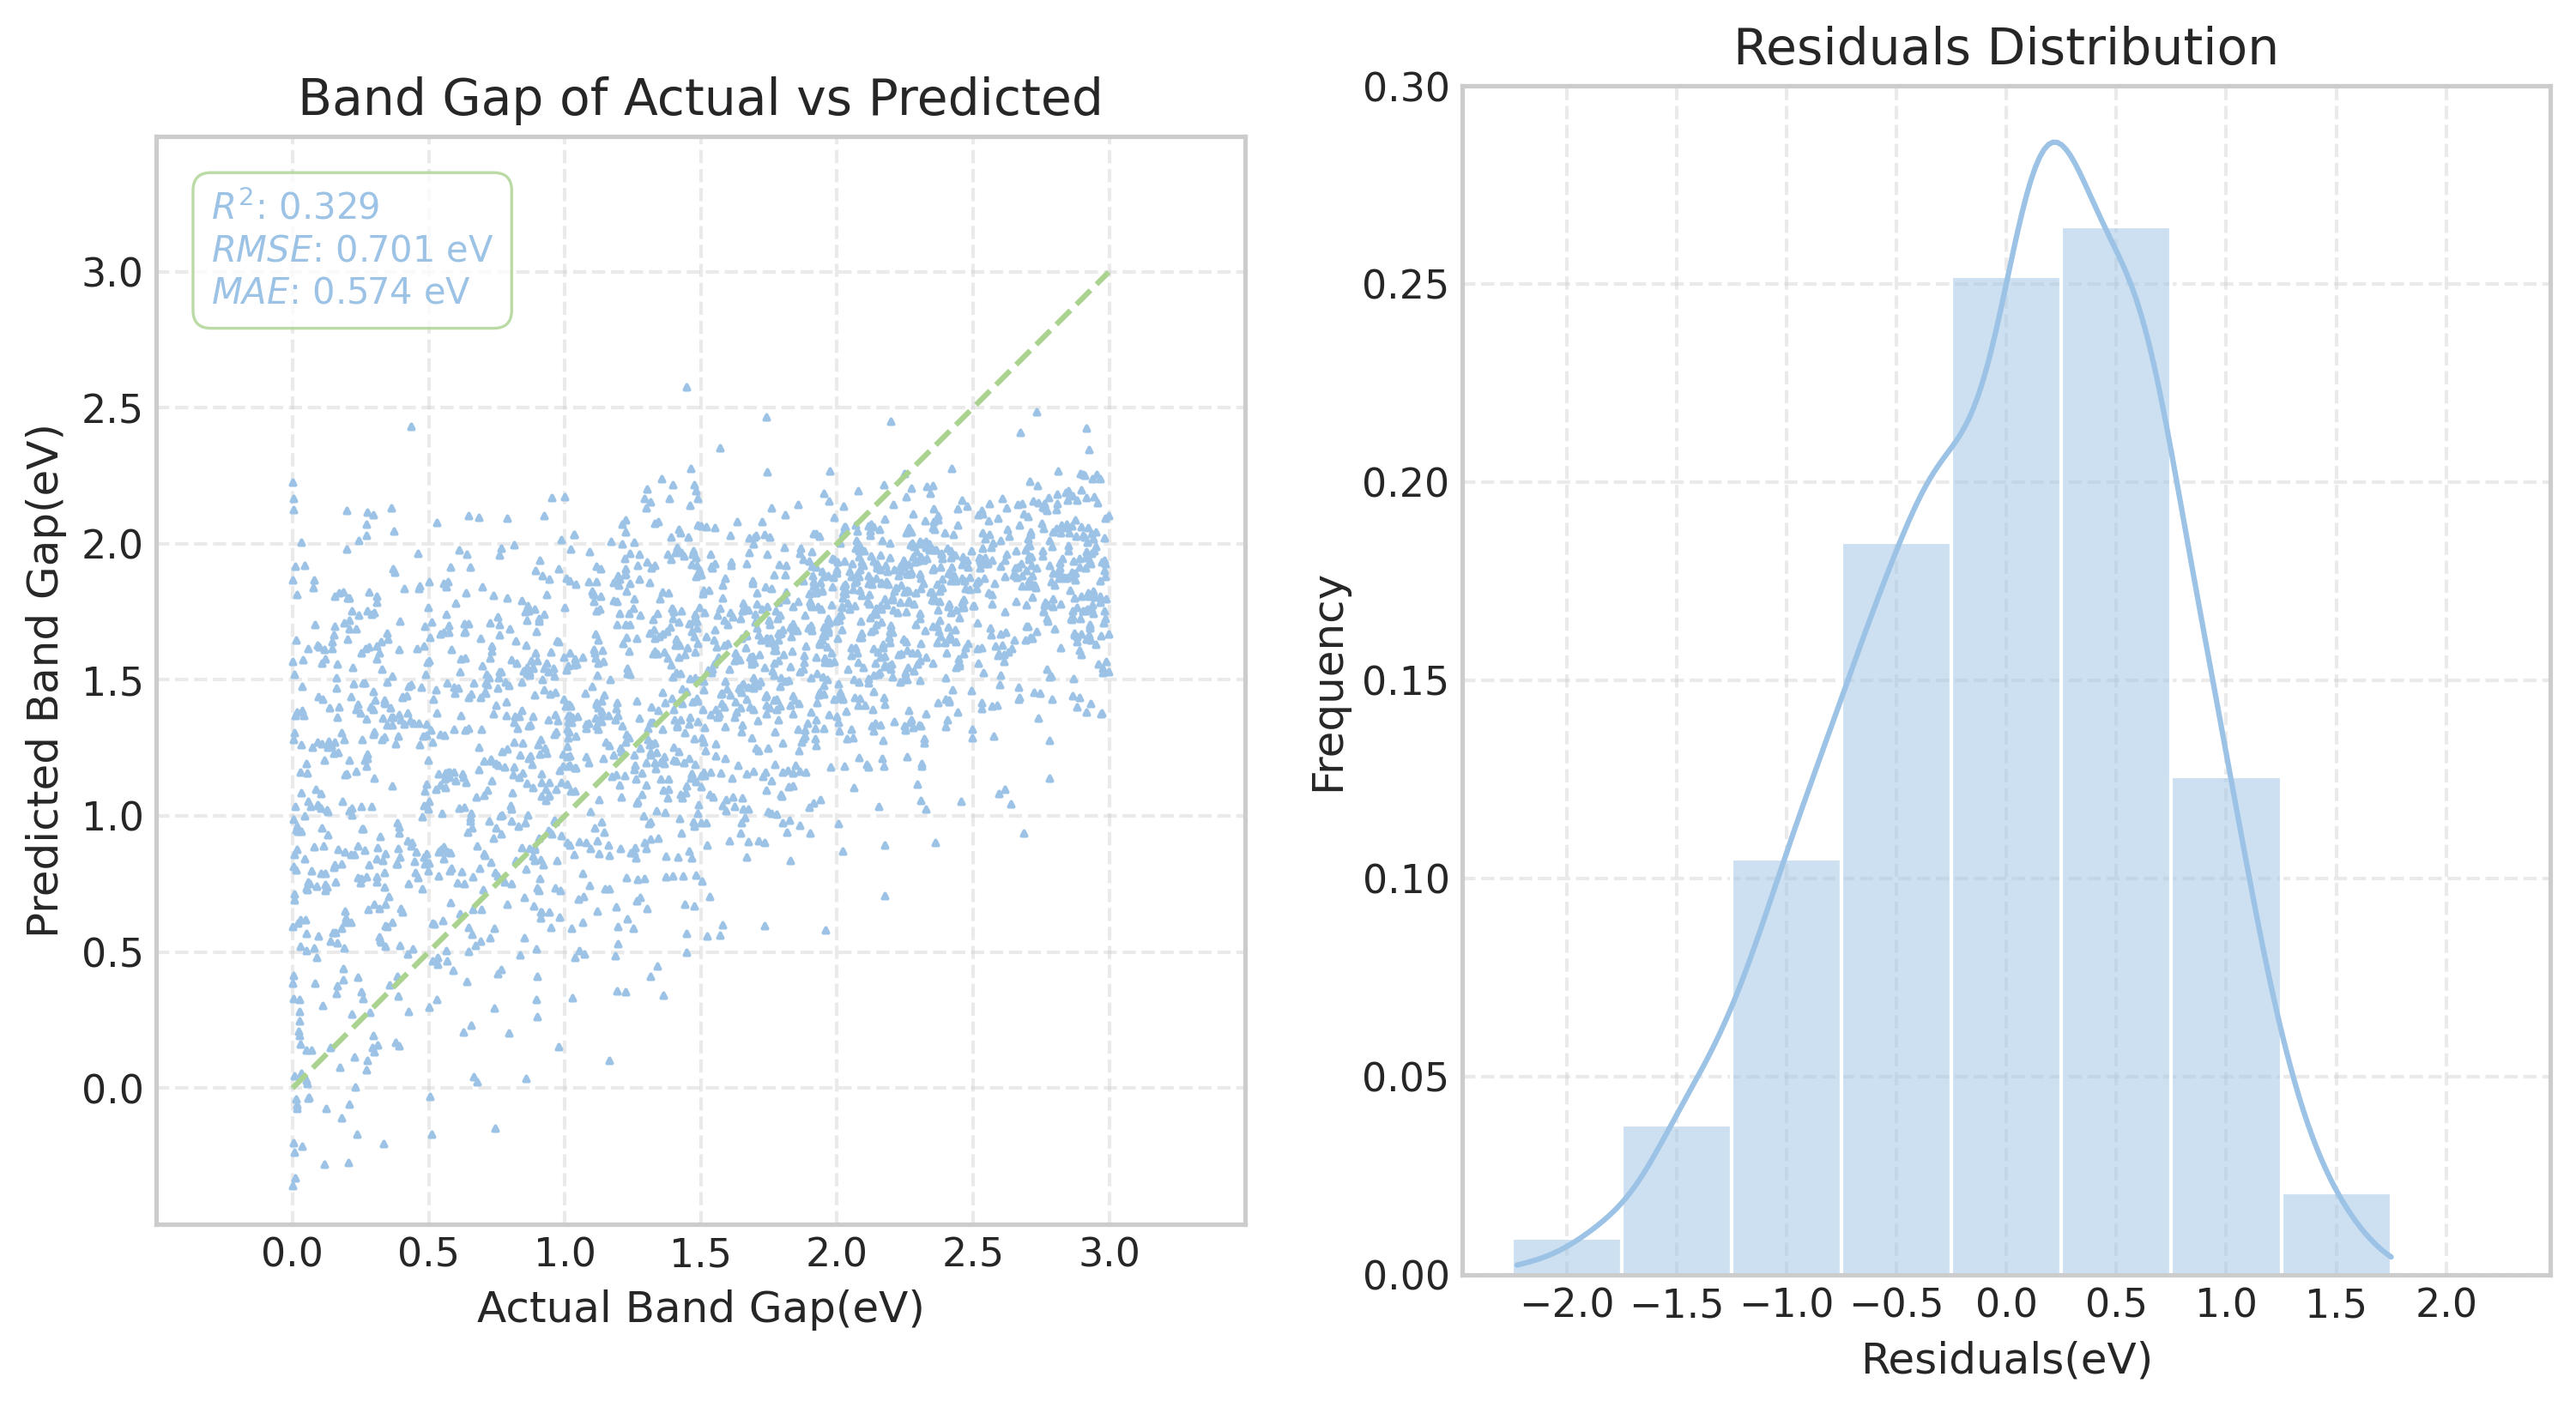 Band Gap of Actual vs Predicted
R²: 0.329
RMSE: 0.701 eV
MAE: 0.574 eV
3.0
2.5
2.0
1.5
1.0
0.5
0.0
Predicted Band Gap(eV)
0.0 0.5 1.0 1.5 2.0 2.5 3.0
Actual Band Gap(eV)
Residuals Distribution
0.30
0.25
0.20
0.15
0.10
0.05
0.00
Frequency
−2.0 −1.5 −1.0 −0.5 0.0 0.5 1.0 1.5 2.0
Residuals(eV)